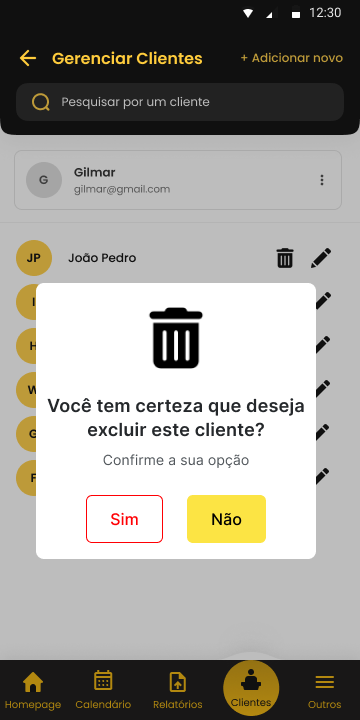 12:30
Gerenciar Clientes
+ Adicionar novo
Pesquisar por um cliente
G
Gilmar
gilmar@gmail.com
JP
João Pedro
I
H
W
G
F
Você tem certeza que deseja
excluir este cliente?
Confirme a sua opção
Sim
Não
Homepage
Calendário
Relatórios
Clientes
Outros